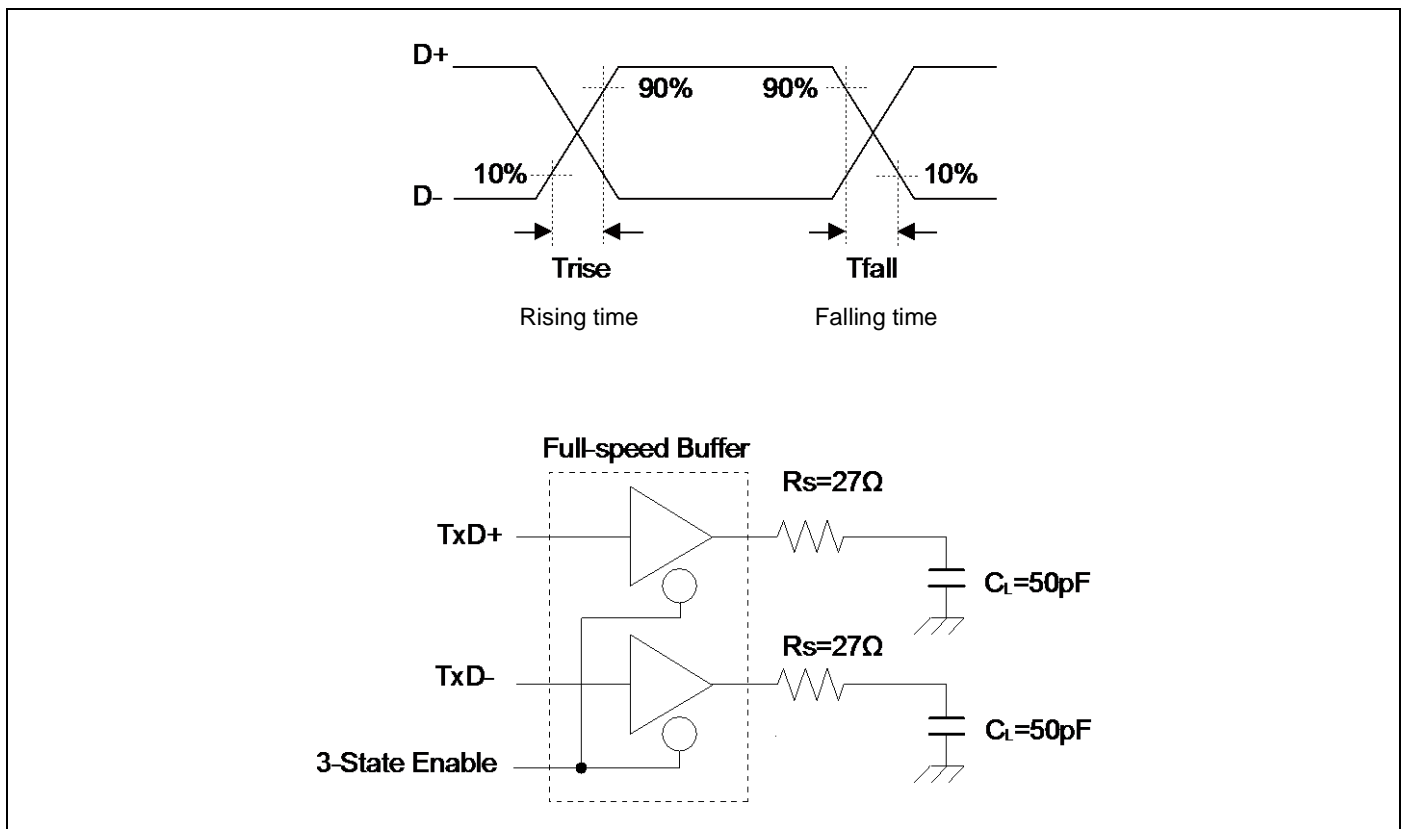 D+
90%
90%
10%
10%
D-
Trise
Tfall
Rising time
Falling time
Full-speed Buffer
Rs=27Ω
TxD+
CL=50pF
Rs=27Ω
TxD-
CL=50pF
3-State Enable